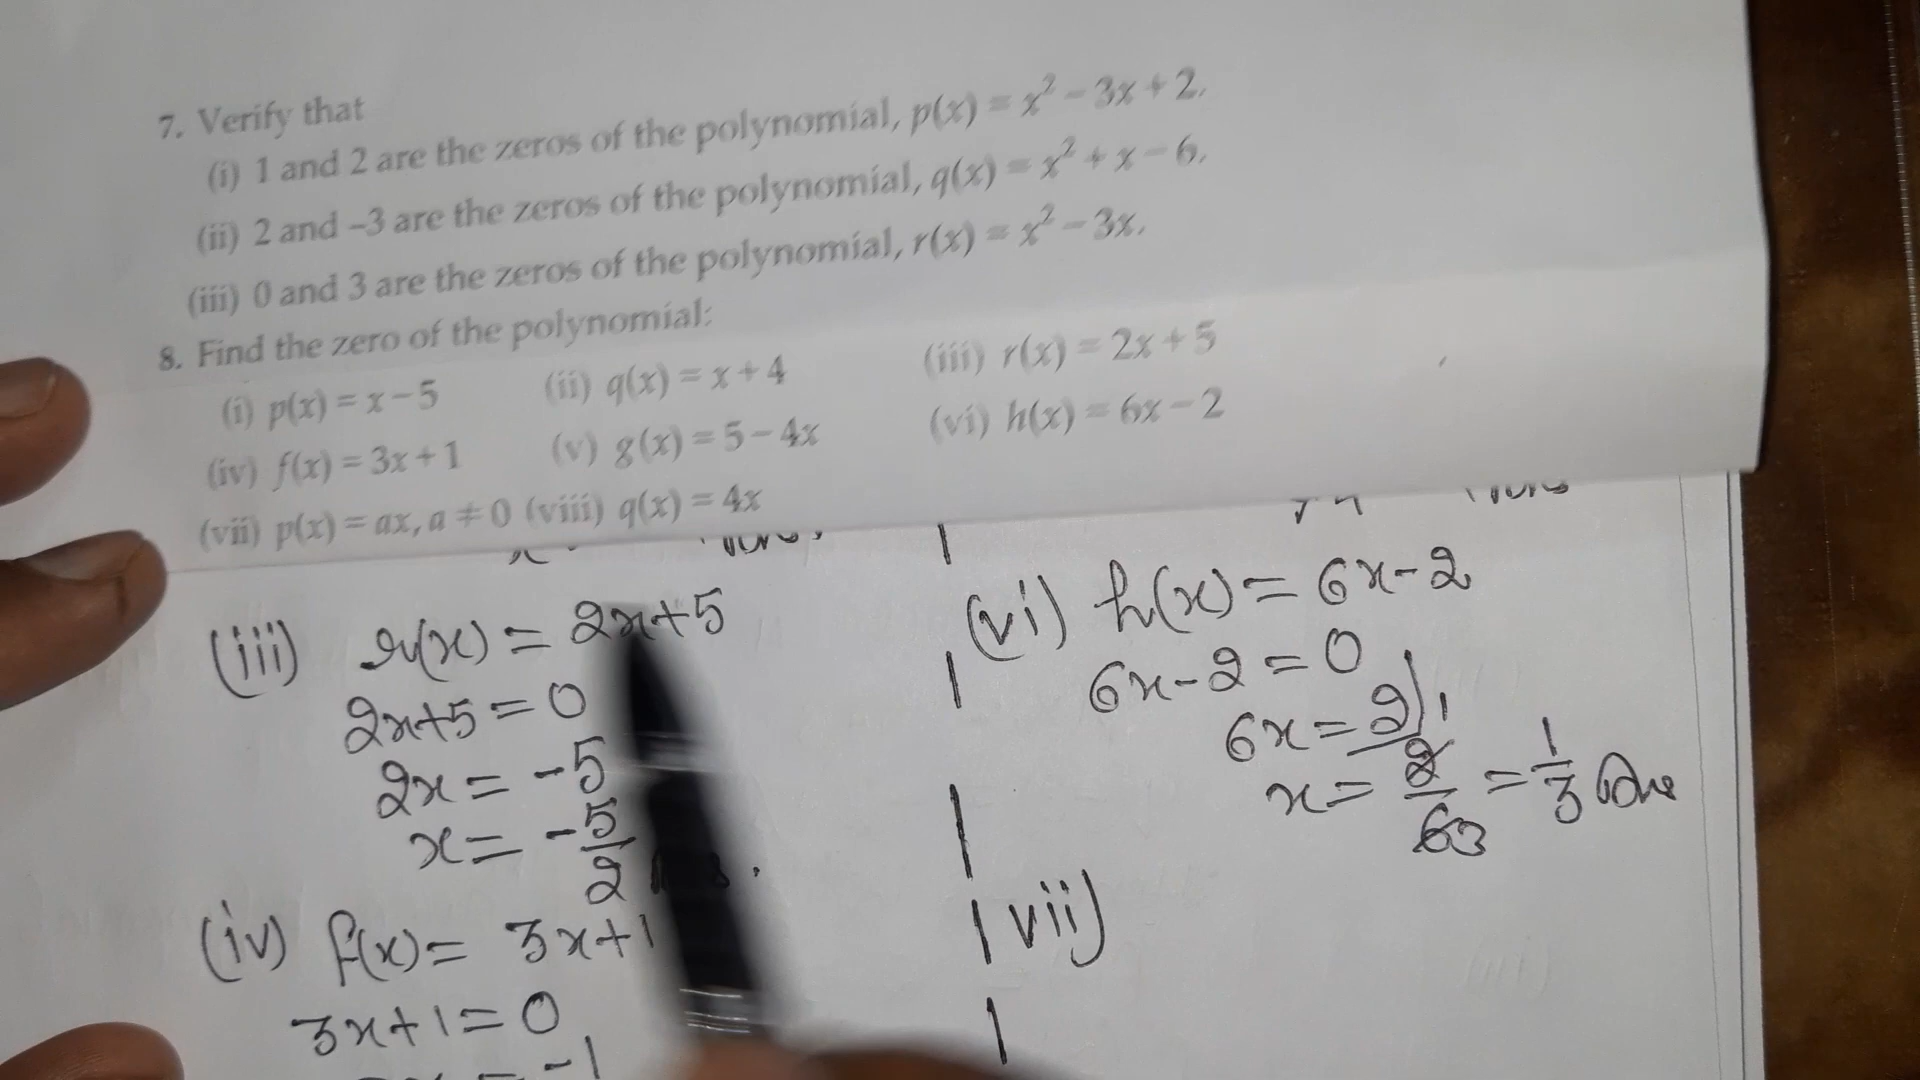 7. Verify that
(i) 1 and 2 are the zeros of the polynomial, p(x) = x² − 3x + 2.
(ii) 2 and −3 are the zeros of the polynomial, q(x) = x² + x − 6.
(iii) 0 and 3 are the zeros of the polynomial, r(x) = x² − 3x.
8. Find the zero of the polynomial:
(i) p(x) = x − 5 (ii) q(x) = x + 4 (iii) r(x) = 2x + 5
(iv) f(x) = 3x + 1 (v) g(x) = 5 − 4x (vi) h(x) = 6x − 2
(vii) p(x) = ax, a ≠ 0 (viii) q(x) = 4x
(iii) r(x) = 2x+5
2x+5 = 0
2x = -5
x = -5/2
(iv) f(x) = 3x+1
3x+1 = 0
-1
(vi) h(x) = 6x-2
6x-2 = 0
6x = 2
x = 2/6 3 = 1/3 Ans
vii)